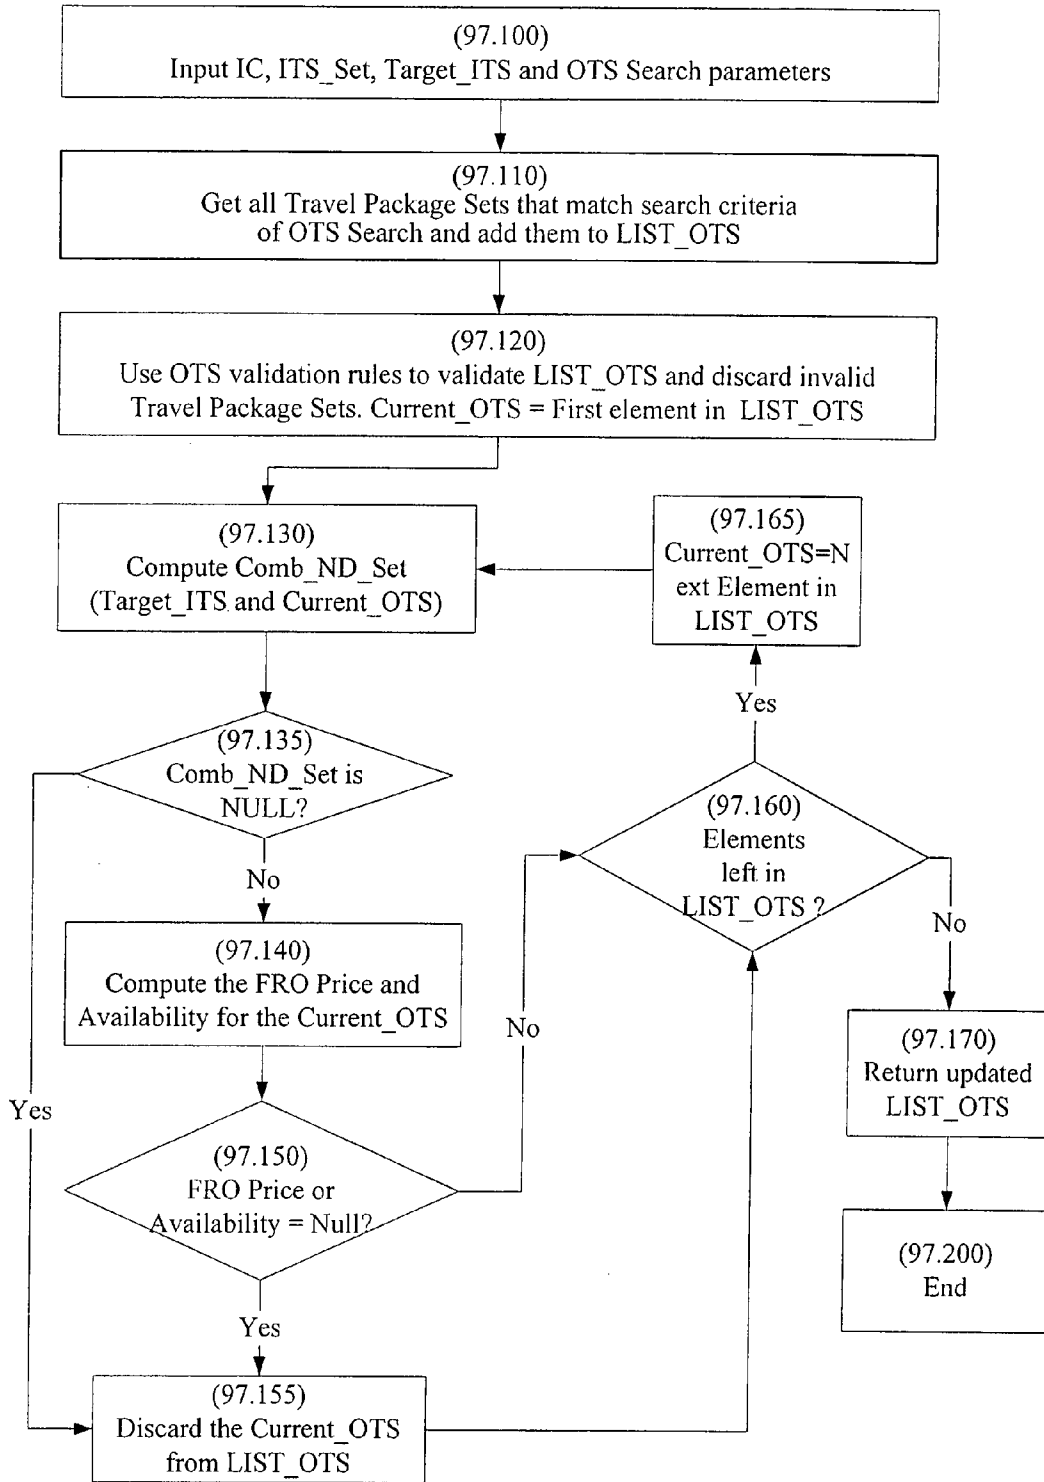 (97.100)
Input IC, ITS_Set, Target_ITS and OTS Search parameters
(97.110)
Get all Travel Package Sets that match search criteria
of OTS Search and add them to LIST_OTS
(97.120)
Use OTS validation rules to validate LIST_OTS and discard invalid
Travel Package Sets. Current_OTS = First element in LIST_OTS
(97.130)
Compute Comb_ND_Set
(Target_ITS and Current_OTS)
(97.165)
Current_OTS=N
ext Element in
LIST_OTS
Yes
(97.135)
Comb_ND_Set is
NULL?
No
(97.160)
Elements
left in
LIST_OTS ?
No
(97.140)
Compute the FRO Price and
Availability for the Current_OTS
No
(97.170)
Return updated
LIST_OTS
Yes
(97.150)
FRO Price or
Availability = Null?
Yes
(97.200)
End
(97.155)
Discard the Current_OTS
from LIST_OTS